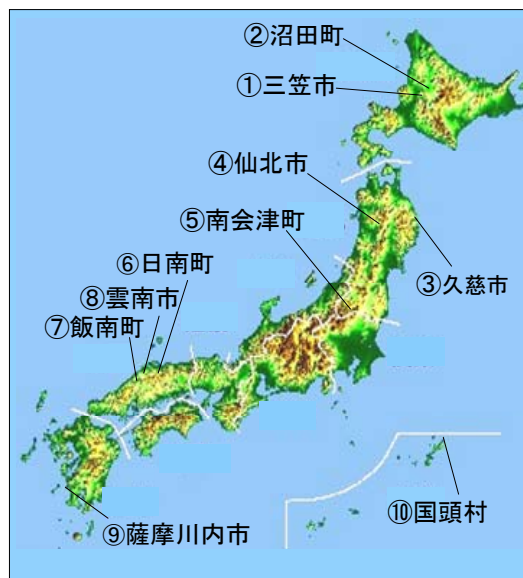 ②沼田町
①三笠市
④仙北市
⑤南会津町
⑥日南町
③久慈市
⑧雲南市
⑦飯南町
⑩国頭村
⑨薩摩川内市